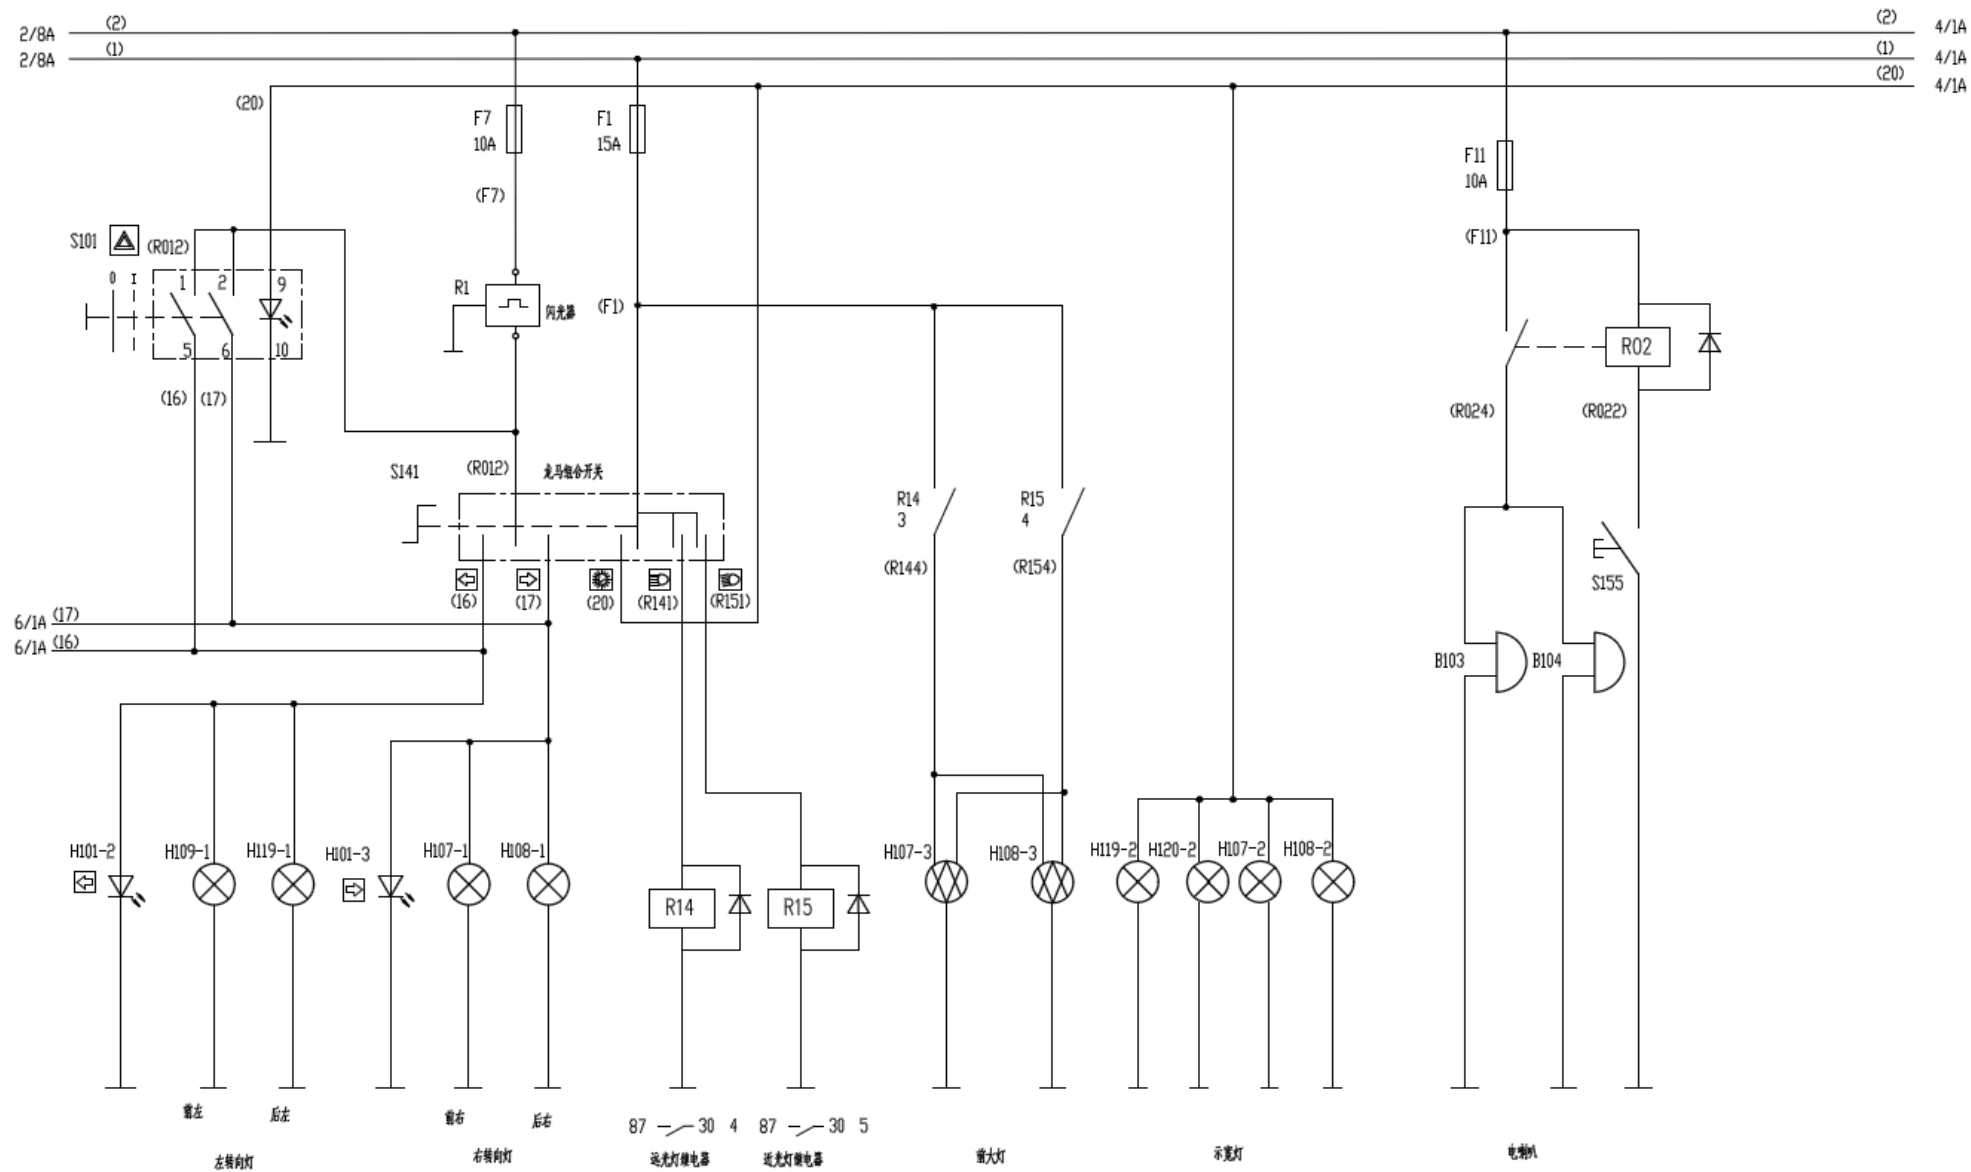 2/8A (2) (2) 4/1A
2/8A (1) (1) 4/1A
(20) (20) 4/1A
F7 F1
10A 15A
F11
10A
(F7)
S101 (R012) (F11)
0 I 1 2 9
R1 闪光器 (F1)
5 6 10
R02
(16) (17)
(R024) (R022)
S141 (R012) 龙马组合开关
R14 R15
3 4
(R144) (R154)
S155
(16) (17) (20) (R141) (R151)
6/1A (17)
6/1A (16)
B103 B104
H101-2 H109-1 H119-1 H101-3 H107-1 H108-1 H107-3 H108-3 H119-2 H120-2 H107-2 H108-2
R14 R15
前左 后左 前右 后右
87 30 4 87 30 5
左转向灯 右转向灯 远光灯继电器 近光灯继电器 前大灯 示宽灯 电喇叭